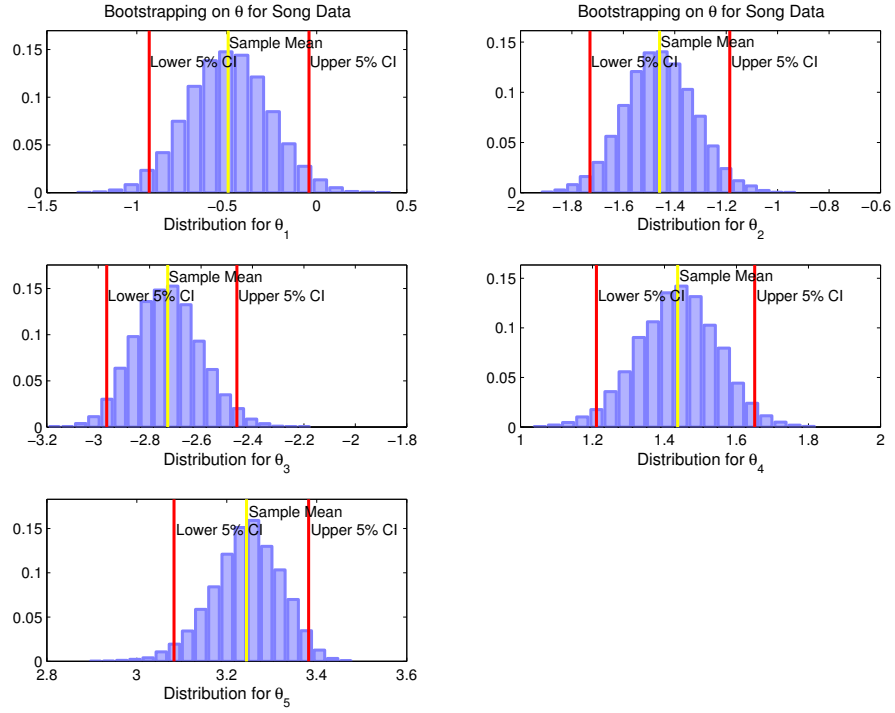 Bootstrapping on θ for Song Data
Sample Mean
Lower 5% CI
Upper 5% CI
0.15
0.1
0.05
0
−1.5
−1
−0.5
0
0.5
Distribution for θ1
Bootstrapping on θ for Song Data
Sample Mean
Lower 5% CI
Upper 5% CI
0.15
0.1
0.05
0
−2
−1.8
−1.6
−1.4
−1.2
−1
−0.8
−0.6
Distribution for θ2
Sample Mean
Lower 5% CI
Upper 5% CI
0.15
0.1
0.05
0
−3.2
−3
−2.8
−2.6
−2.4
−2.2
−2
−1.8
Distribution for θ3
Sample Mean
Lower 5% CI
Upper 5% CI
0.15
0.1
0.05
0
1
1.2
1.4
1.6
1.8
2
Distribution for θ4
Sample Mean
Lower 5% CI
Upper 5% CI
0.15
0.1
0.05
0
2.8
3
3.2
3.4
3.6
Distribution for θ5